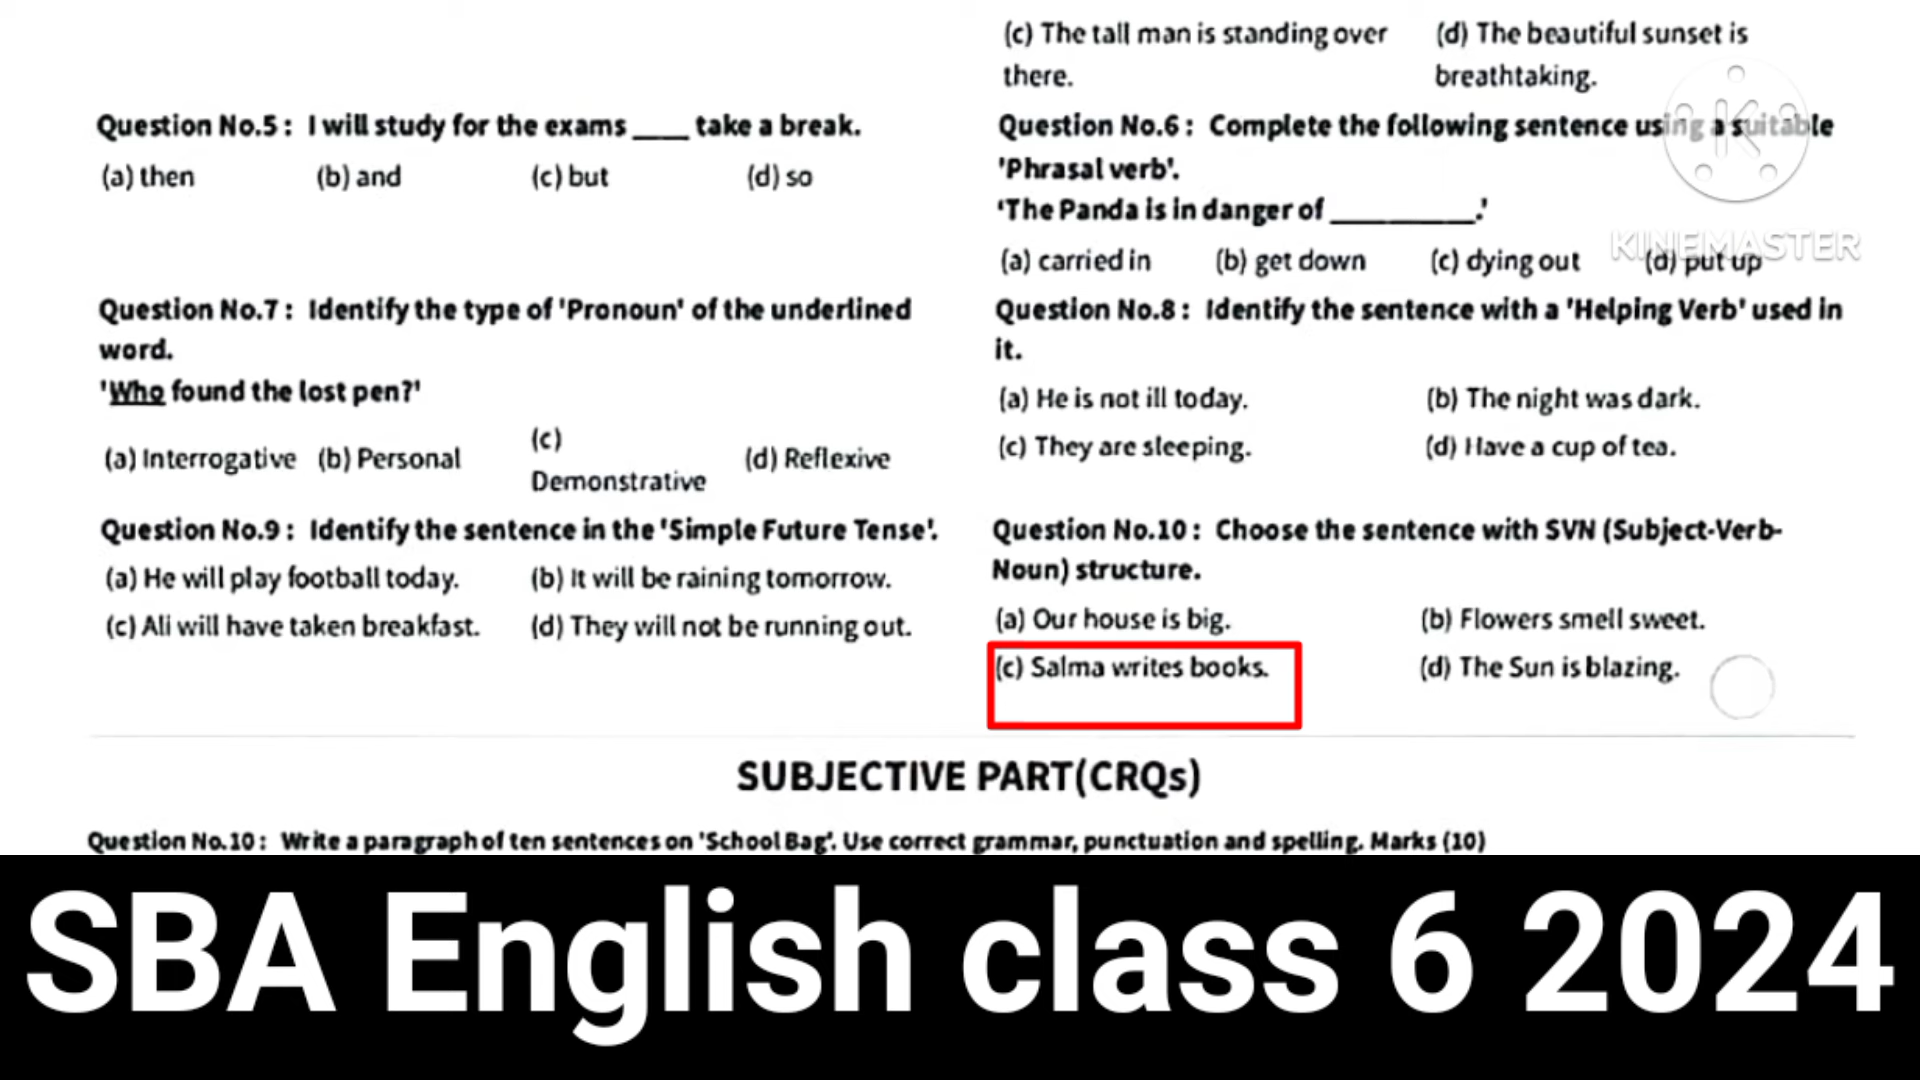 (c) The tall man is standing over there.
(d) The beautiful sunset is breathtaking.
Question No.5 : I will study for the exams ____ take a break.
(a) then (b) and (c) but (d) so
Question No.6 : Complete the following sentence using a suitable
'Phrasal verb'.
'The Panda is in danger of __________.'
(a) carried in (b) get down (c) dying out (d) put up
KINEMASTER
Question No.7 : Identify the type of 'Pronoun' of the underlined
word.
'Who found the lost pen?'
(a) Interrogative (b) Personal (c) Demonstrative (d) Reflexive
Question No.8 : Identify the sentence with a 'Helping Verb' used in
it.
(a) He is not ill today. (b) The night was dark.
(c) They are sleeping. (d) Have a cup of tea.
Question No.9 : Identify the sentence in the 'Simple Future Tense'.
(a) He will play football today. (b) It will be raining tomorrow.
(c) Ali will have taken breakfast. (d) They will not be running out.
Question No.10 : Choose the sentence with SVN (Subject-Verb-
Noun) structure.
(a) Our house is big. (b) Flowers smell sweet.
(c) Salma writes books. (d) The Sun is blazing.
SUBJECTIVE PART(CRQs)
Question No.10 : Write a paragraph of ten sentences on 'School Bag'. Use correct grammar, punctuation and spelling. Marks (10)
SBA English class 6 2024